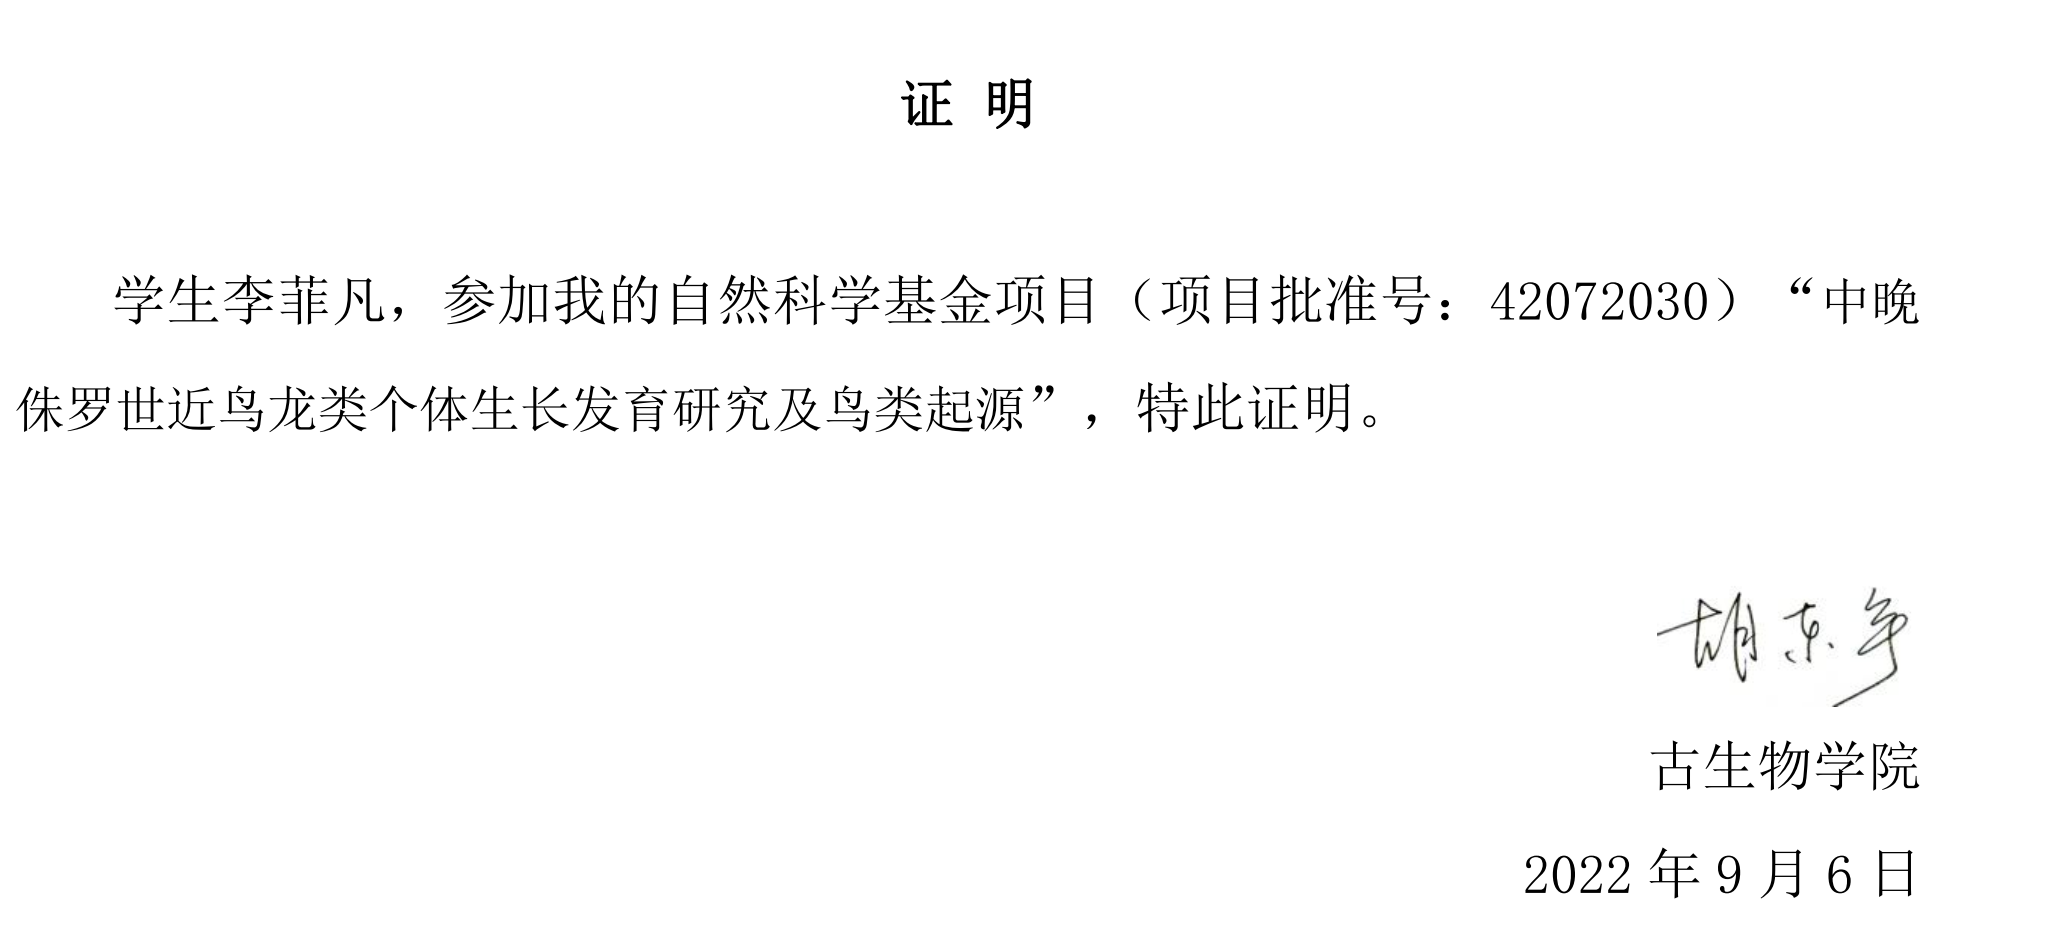 证 明
学生李菲凡，参加我的自然科学基金项目（项目批准号：42072030）“中晚
侏罗世近鸟龙类个体生长发育研究及鸟类起源”，特此证明。
胡东宇
古生物学院
2022 年 9 月 6 日